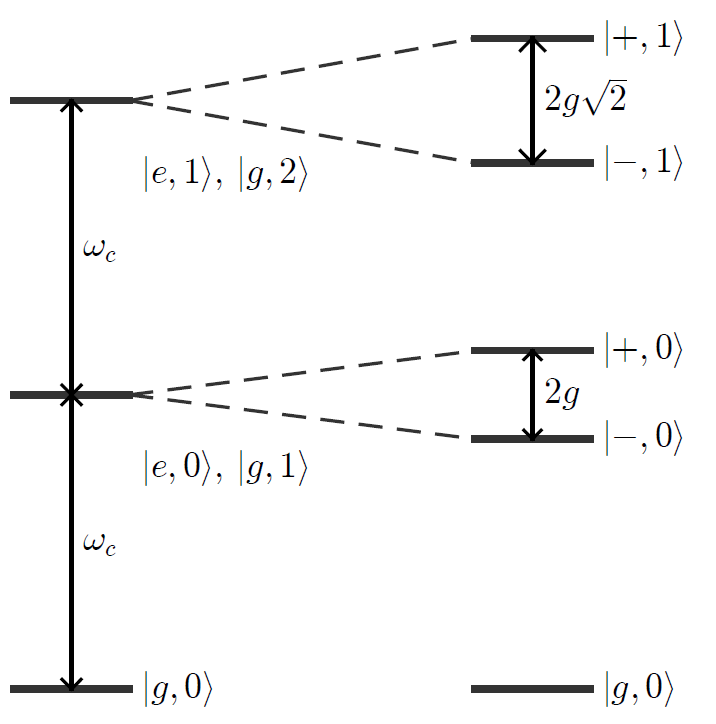 |+, 1⟩
2g√2
|−, 1⟩
|e, 1⟩, |g, 2⟩
ω_c
|+, 0⟩
2g
|−, 0⟩
|e, 0⟩, |g, 1⟩
ω_c
|g, 0⟩
|g, 0⟩